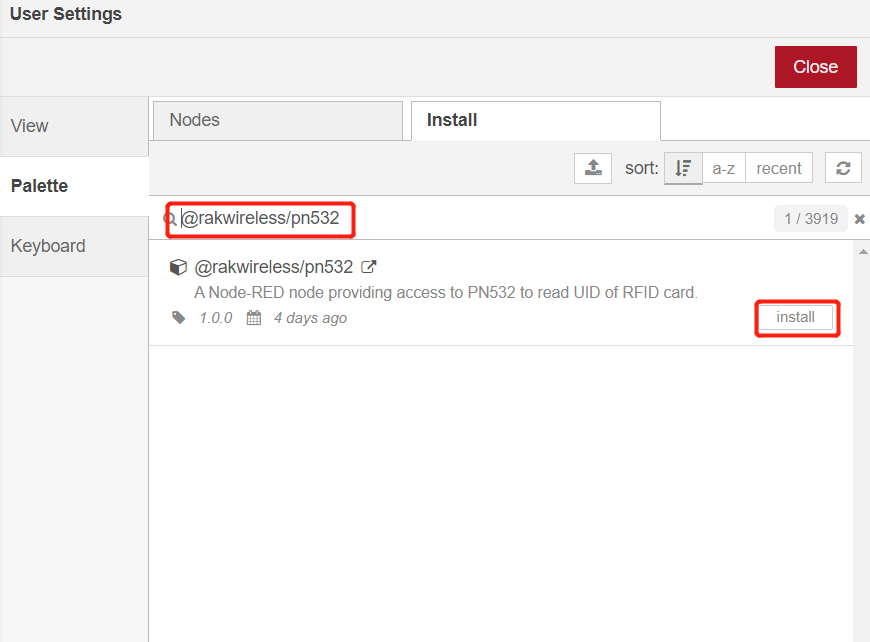 User Settings
Close
View
Palette
Keyboard
Nodes
Install
sort:
a-z
recent
@rakwireless/pn532
1 / 3919
@rakwireless/pn532
A Node-RED node providing access to PN532 to read UID of RFID card.
1.0.0 4 days ago
install